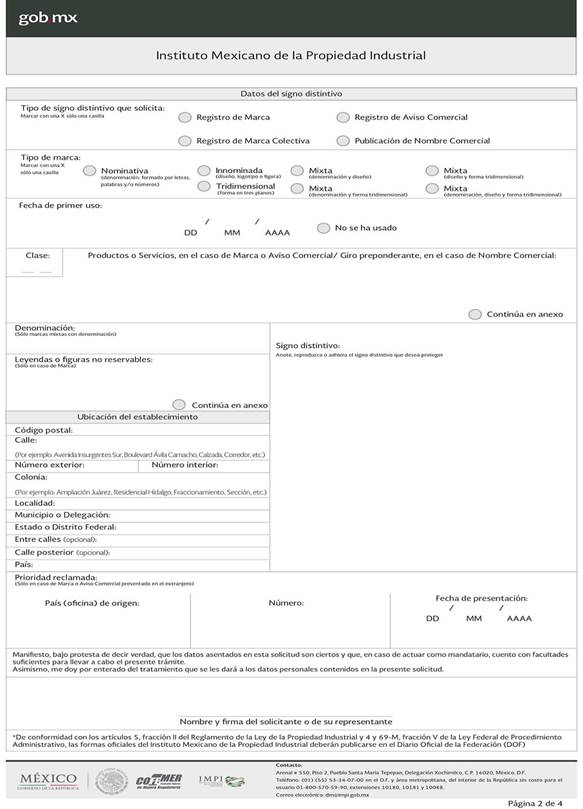 gob.mx
Instituto Mexicano de la Propiedad Industrial
Datos del signo distintivo
Tipo de signo distintivo que solicita:
Marcar con una X sólo una casilla
Registro de Marca
Registro de Aviso Comercial
Registro de Marca Colectiva
Publicación de Nombre Comercial
Tipo de marca:
Marcar con una X
sólo una casilla
Nominativa
(denominación: formado por letras,
palabras y/o números)
Innominada
(diseño, logotipo o figura)
Tridimensional
(forma en tres planos)
Mixta
(denominación y diseño)
Mixta
(denominación y forma tridimensional)
Mixta
(diseño y forma tridimensional)
Mixta
(denominación, diseño y forma tridimensional)
Fecha de primer uso:
/ /
DD MM AAAA
No se ha usado
Clase:
Productos o Servicios, en el caso de Marca o Aviso Comercial/ Giro preponderante, en el caso de Nombre Comercial:
Continúa en anexo
Denominación:
(Sólo marcas mixtas con denominación)
Leyendas o figuras no reservables:
(Sólo en caso de Marca)
Continúa en anexo
Signo distintivo:
Anote, reproduzca o adhiera el signo distintivo que desea proteger
Ubicación del establecimiento
Código postal:
Calle:
(Por ejemplo: Avenida Insurgentes Sur, Boulevard Ávila Camacho, Calzada, Corredor, etc.)
Número exterior: Número interior:
Colonia:
(Por ejemplo: Ampliación Juárez, Residencial Hidalgo, Fraccionamiento, Sección, etc.)
Localidad:
Municipio o Delegación:
Estado o Distrito Federal:
Entre calles (opcional):
Calle posterior (opcional):
País:
Prioridad reclamada:
(Sólo en caso de Marca o Aviso Comercial presentado en el extranjero)
País (oficina) de origen:
Número:
Fecha de presentación:
/ /
DD MM AAAA
Manifiesto, bajo protesta de decir verdad, que los datos asentados en esta solicitud son ciertos y que, en caso de actuar como mandatario, cuento con facultades
suficientes para llevar a cabo el presente trámite.
Asimismo, me doy por enterado del tratamiento que se les dará a los datos personales contenidos en la presente solicitud.
Nombre y firma del solicitante o de su representante
*De conformidad con los artículos 5, fracción II del Reglamento de la Ley de la Propiedad Industrial y 4 y 69-M, fracción V de la Ley Federal de Procedimiento
Administrativo, las formas oficiales del Instituto Mexicano de la Propiedad Industrial deberán publicarse en el Diario Oficial de la Federación (DOF)
MÉXICO
GOBIERNO DE LA REPÚBLICA
COFEMER
IMPI
Contacto:
Arenal # 550, Piso 2, Pueblo Santa María Tepepan, Delegación Xochimilco, C.P. 16020, México, D.F.
Teléfono: (01) (55) 53-34-07-00 en el D.F. y área metropolitana, del interior de la República sin costo para el
usuario 01-800-570-59-90, extensiones 10180, 10181 y 10088.
Correo electrónico: dm@impi.gob.mx
Página 2 de 4